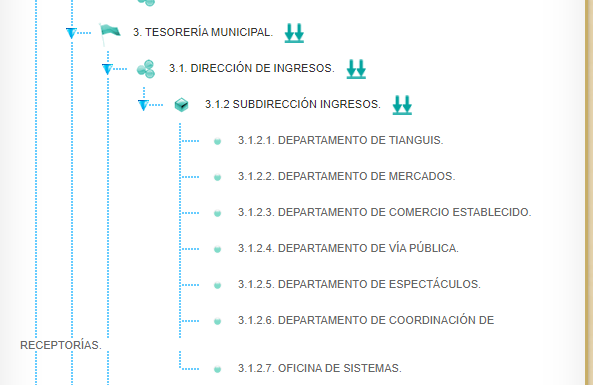 3. TESORERÍA MUNICIPAL.
3.1. DIRECCIÓN DE INGRESOS.
3.1.2 SUBDIRECCIÓN INGRESOS.
3.1.2.1. DEPARTAMENTO DE TIANGUIS.
3.1.2.2. DEPARTAMENTO DE MERCADOS.
3.1.2.3. DEPARTAMENTO DE COMERCIO ESTABLECIDO.
3.1.2.4. DEPARTAMENTO DE VÍA PÚBLICA.
3.1.2.5. DEPARTAMENTO DE ESPECTÁCULOS.
3.1.2.6. DEPARTAMENTO DE COORDINACIÓN DE
RECEPTORÍAS.
3.1.2.7. OFICINA DE SISTEMAS.